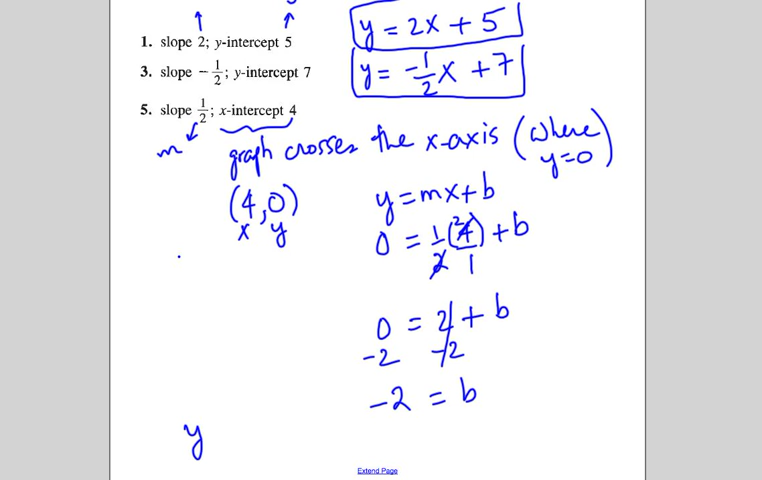 1. slope 2; y-intercept 5
y = 2x + 5
3. slope -1/2; y-intercept 7
y = -1/2x + 7
5. slope 1/2; x-intercept 4
m
graph crosses the x-axis (where y=0)
(4,0)
x y
y = mx + b
0 = 1/2(4/1) + b
2
0 = 2 + b
-2 -2
-2 = b
y
Extend Page